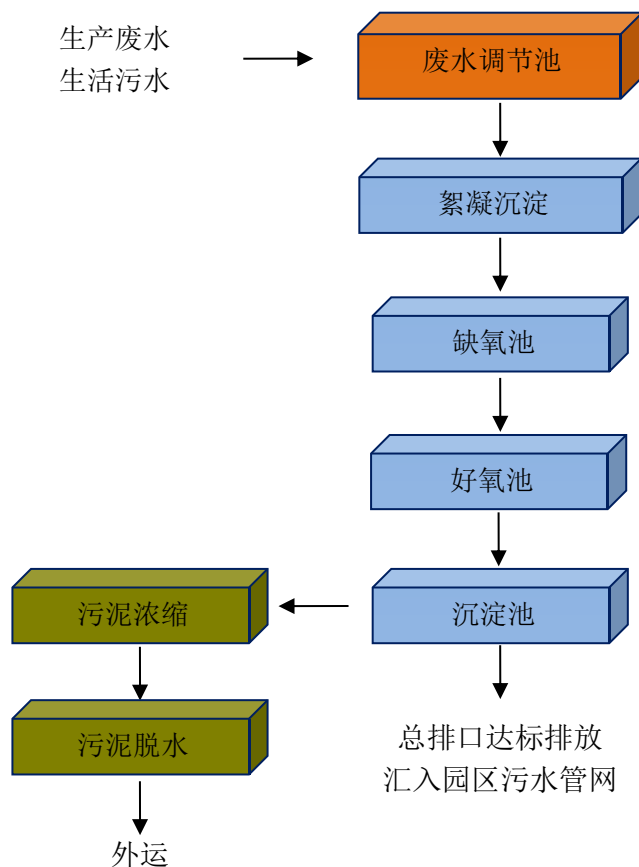 生产废水
生活污水
废水调节池
絮凝沉淀
缺氧池
好氧池
污泥浓缩
沉淀池
污泥脱水
总排口达标排放
汇入园区污水管网
外运